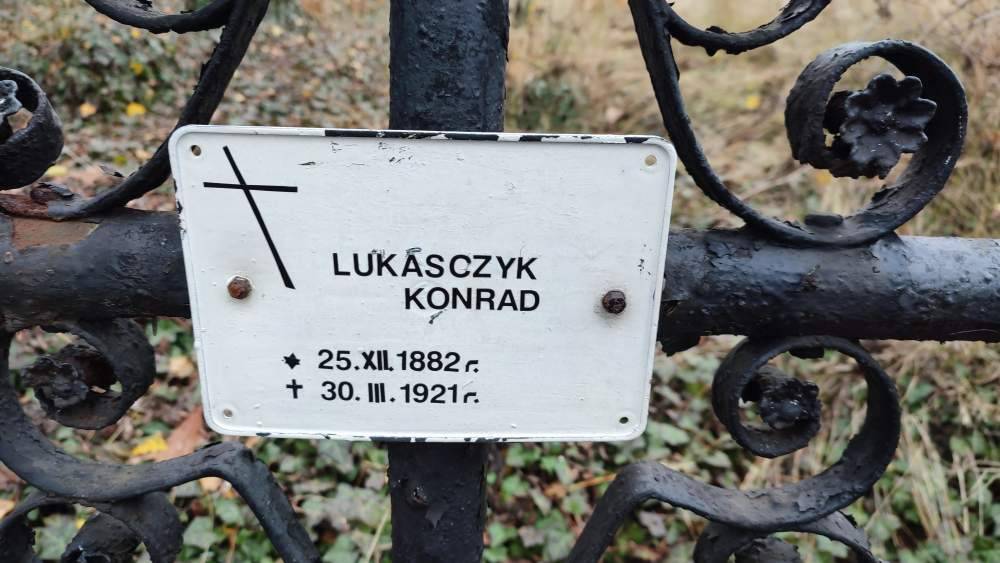 LUKASCZYK
KONRAD
✦ 25.XII.1882 r.
✝ 30.III.1921 r.